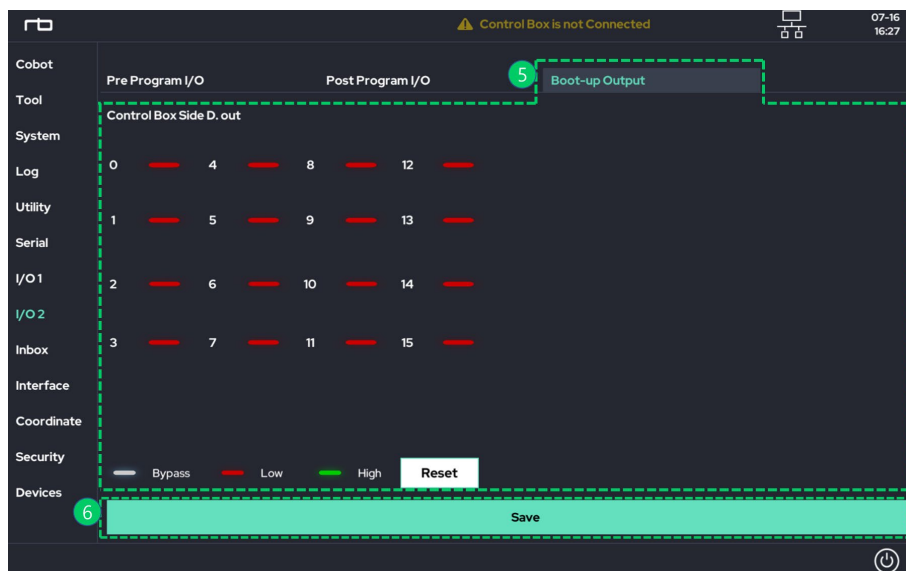 rb
Control Box is not Connected
07-16
16:27
Cobot
Tool
System
Log
Utility
Serial
I/O 1
I/O 2
Inbox
Interface
Coordinate
Security
Devices
Pre Program I/O
Post Program I/O
5
Boot-up Output
Control Box Side D. out
0 4 8 12
1 5 9 13
2 6 10 14
3 7 11 15
Bypass Low High Reset
6
Save